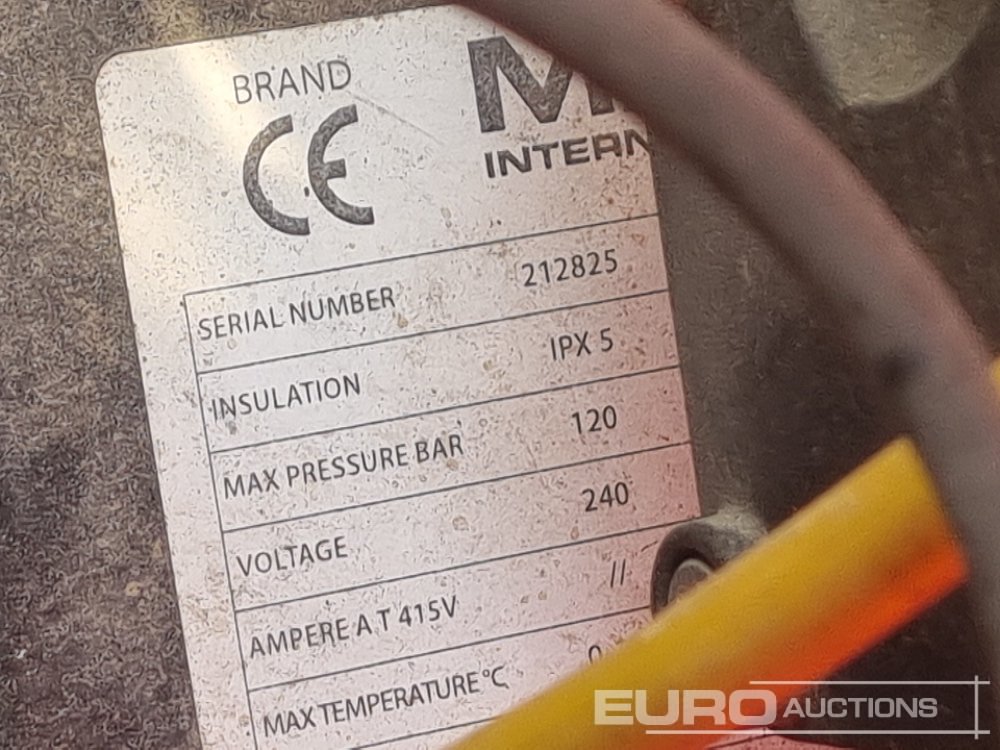 BRAND
CE
INTERN
SERIAL NUMBER 212825
INSULATION IPX 5
MAX PRESSURE BAR 120
VOLTAGE 240
AMPERE A T 415V //
MAX TEMPERATURE °C
EURO AUCTIONS